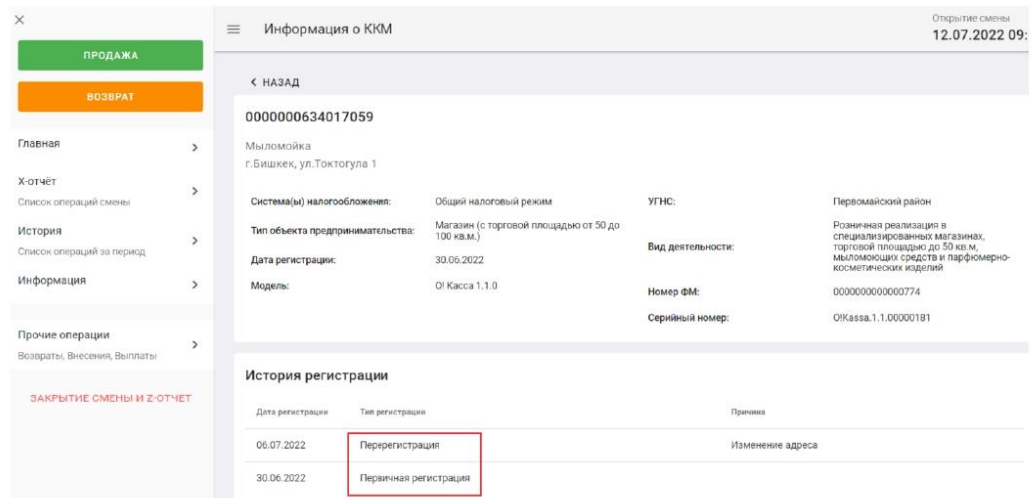 Информация о ККМ
Открытие смены
12.07.2022 09:
ПРОДАЖА
ВОЗВРАТ
Главная
X-отчёт
Список операций смены
История
Список операций за период
Информация
Прочие операции
Возвраты, Внесения, Выплаты
ЗАКРЫТИЕ СМЕНЫ И Z-ОТЧЕТ
НАЗАД
0000000634017059
Мыломойка
г.Бишкек, ул.Токтогула 1
Система(ы) налогообложения:
Общий налоговый режим
Тип объекта предпринимательства:
Магазин (с торговой площадью от 50 до
100 кв.м.)
Дата регистрации:
30.06.2022
Модель:
О! Касса 1.1.0
УГНС:
Первомайский район
Вид деятельности:
Розничная реализация в
специализированных магазинах,
торговой площадью до 50 кв.м,
мыломоющих средств и парфюмерно-
косметических изделий
Номер ФМ:
0000000000000774
Серийный номер:
O!Kassa.1.1.00000181
История регистрации
Дата регистрации Тип регистрации Причина
06.07.2022 Перерегистрация Изменение адреса
30.06.2022 Первичная регистрация